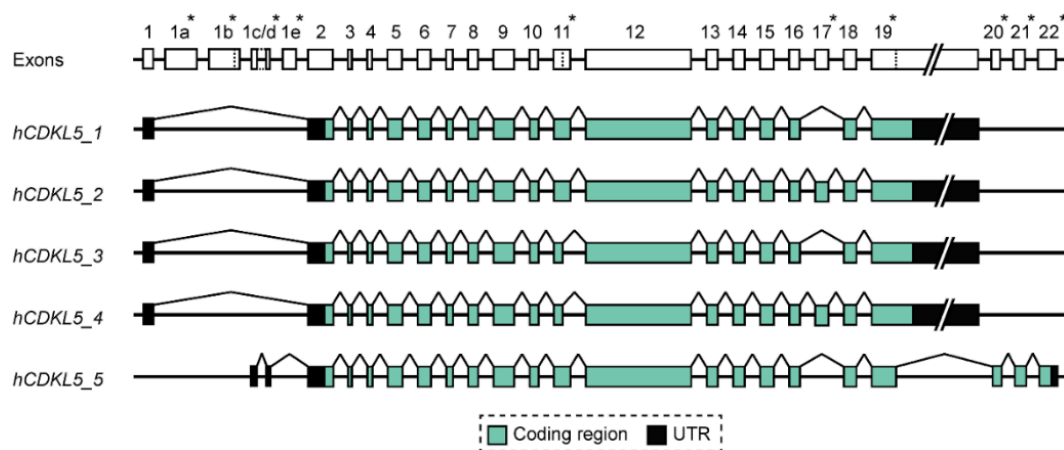 1 1a* 1b* 1c/d* 1e* 2 3 4 5 6 7 8 9 10 11* 12 13 14 15 16 17* 18 19* 20* 21* 22*
Exons
hCDKL5_1
hCDKL5_2
hCDKL5_3
hCDKL5_4
hCDKL5_5
Coding region UTR